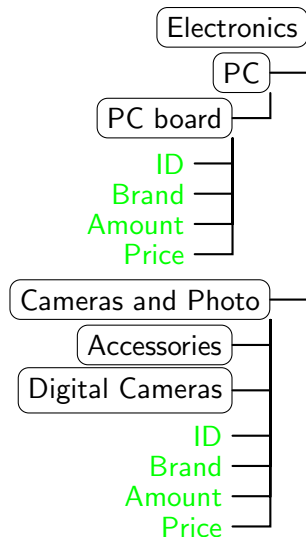 Electronics
PC
PC board
ID
Brand
Amount
Price
Cameras and Photo
Accessories
Digital Cameras
ID
Brand
Amount
Price